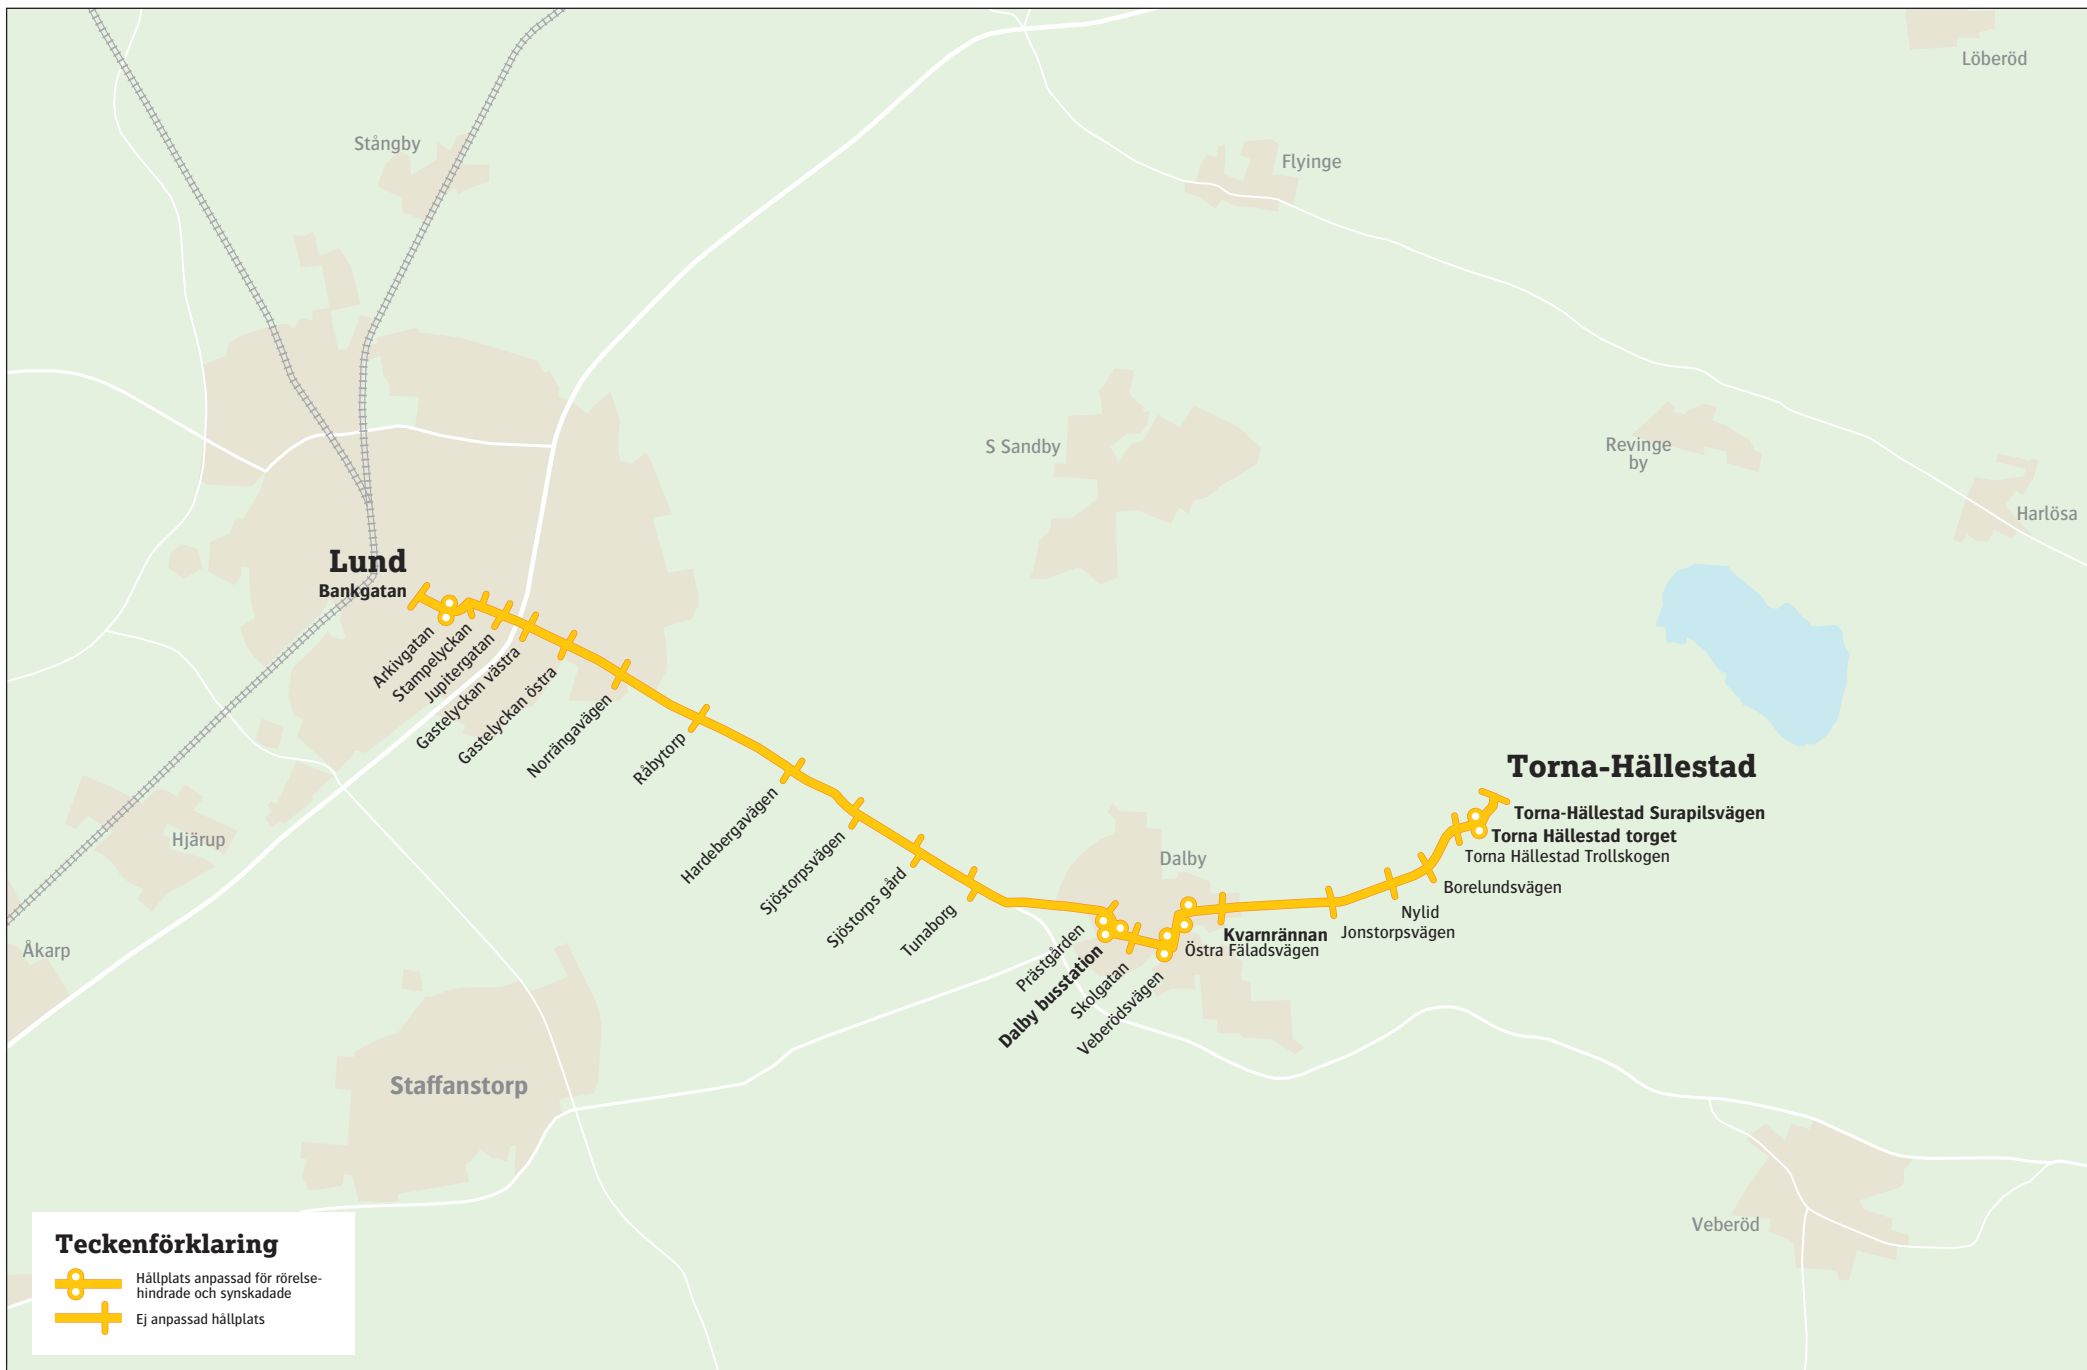 Löberöd
Stångby
Flyinge
S Sandby
Revinge
by
Harlösa
Lund
Bankgatan
Arkivgatan
Stampelyckan
Jupitergatan
Gastelyckan västra
Gastelyckan östra
Norrängavägen
Råbytorp
Hardebergavägen
Sjöstorpsvägen
Sjöstorps gård
Tunaborg
Prästgården
Dalby busstation
Skolgatan
Veberödsvägen
Dalby
Östra Fäladsvägen
Kvarnrännan
Jonstorpsvägen
Nylid
Borelundsvägen
Torna Hällestad Trollskogen
Torna Hällestad torget
Torna-Hällestad Surapilsvägen
Torna-Hällestad
Hjärup
Åkarp
Staffanstorp
Veberöd
Teckenförklaring
Hållplats anpassad för rörelse-
hindrade och synskadade
Ej anpassad hållplats